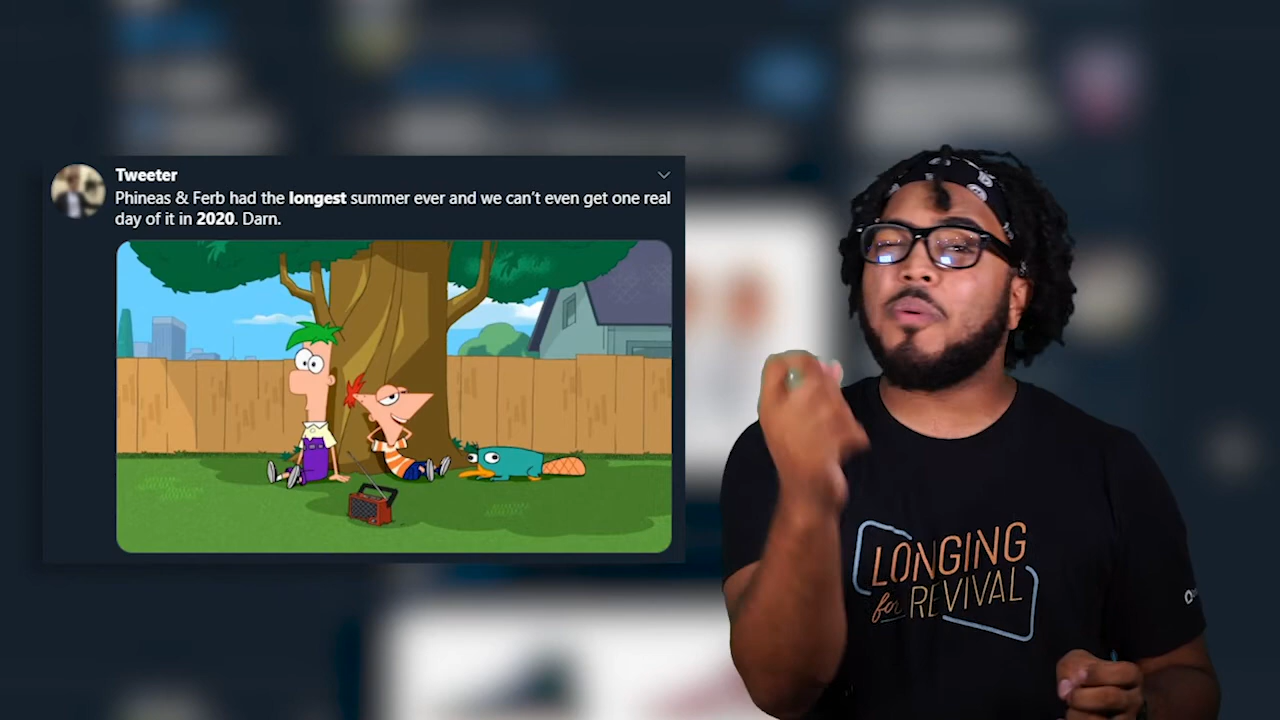 Tweeter
Phineas & Ferb had the longest summer ever and we can't even get one real
day of it in 2020. Darn.
LONGING
for REVIVAL